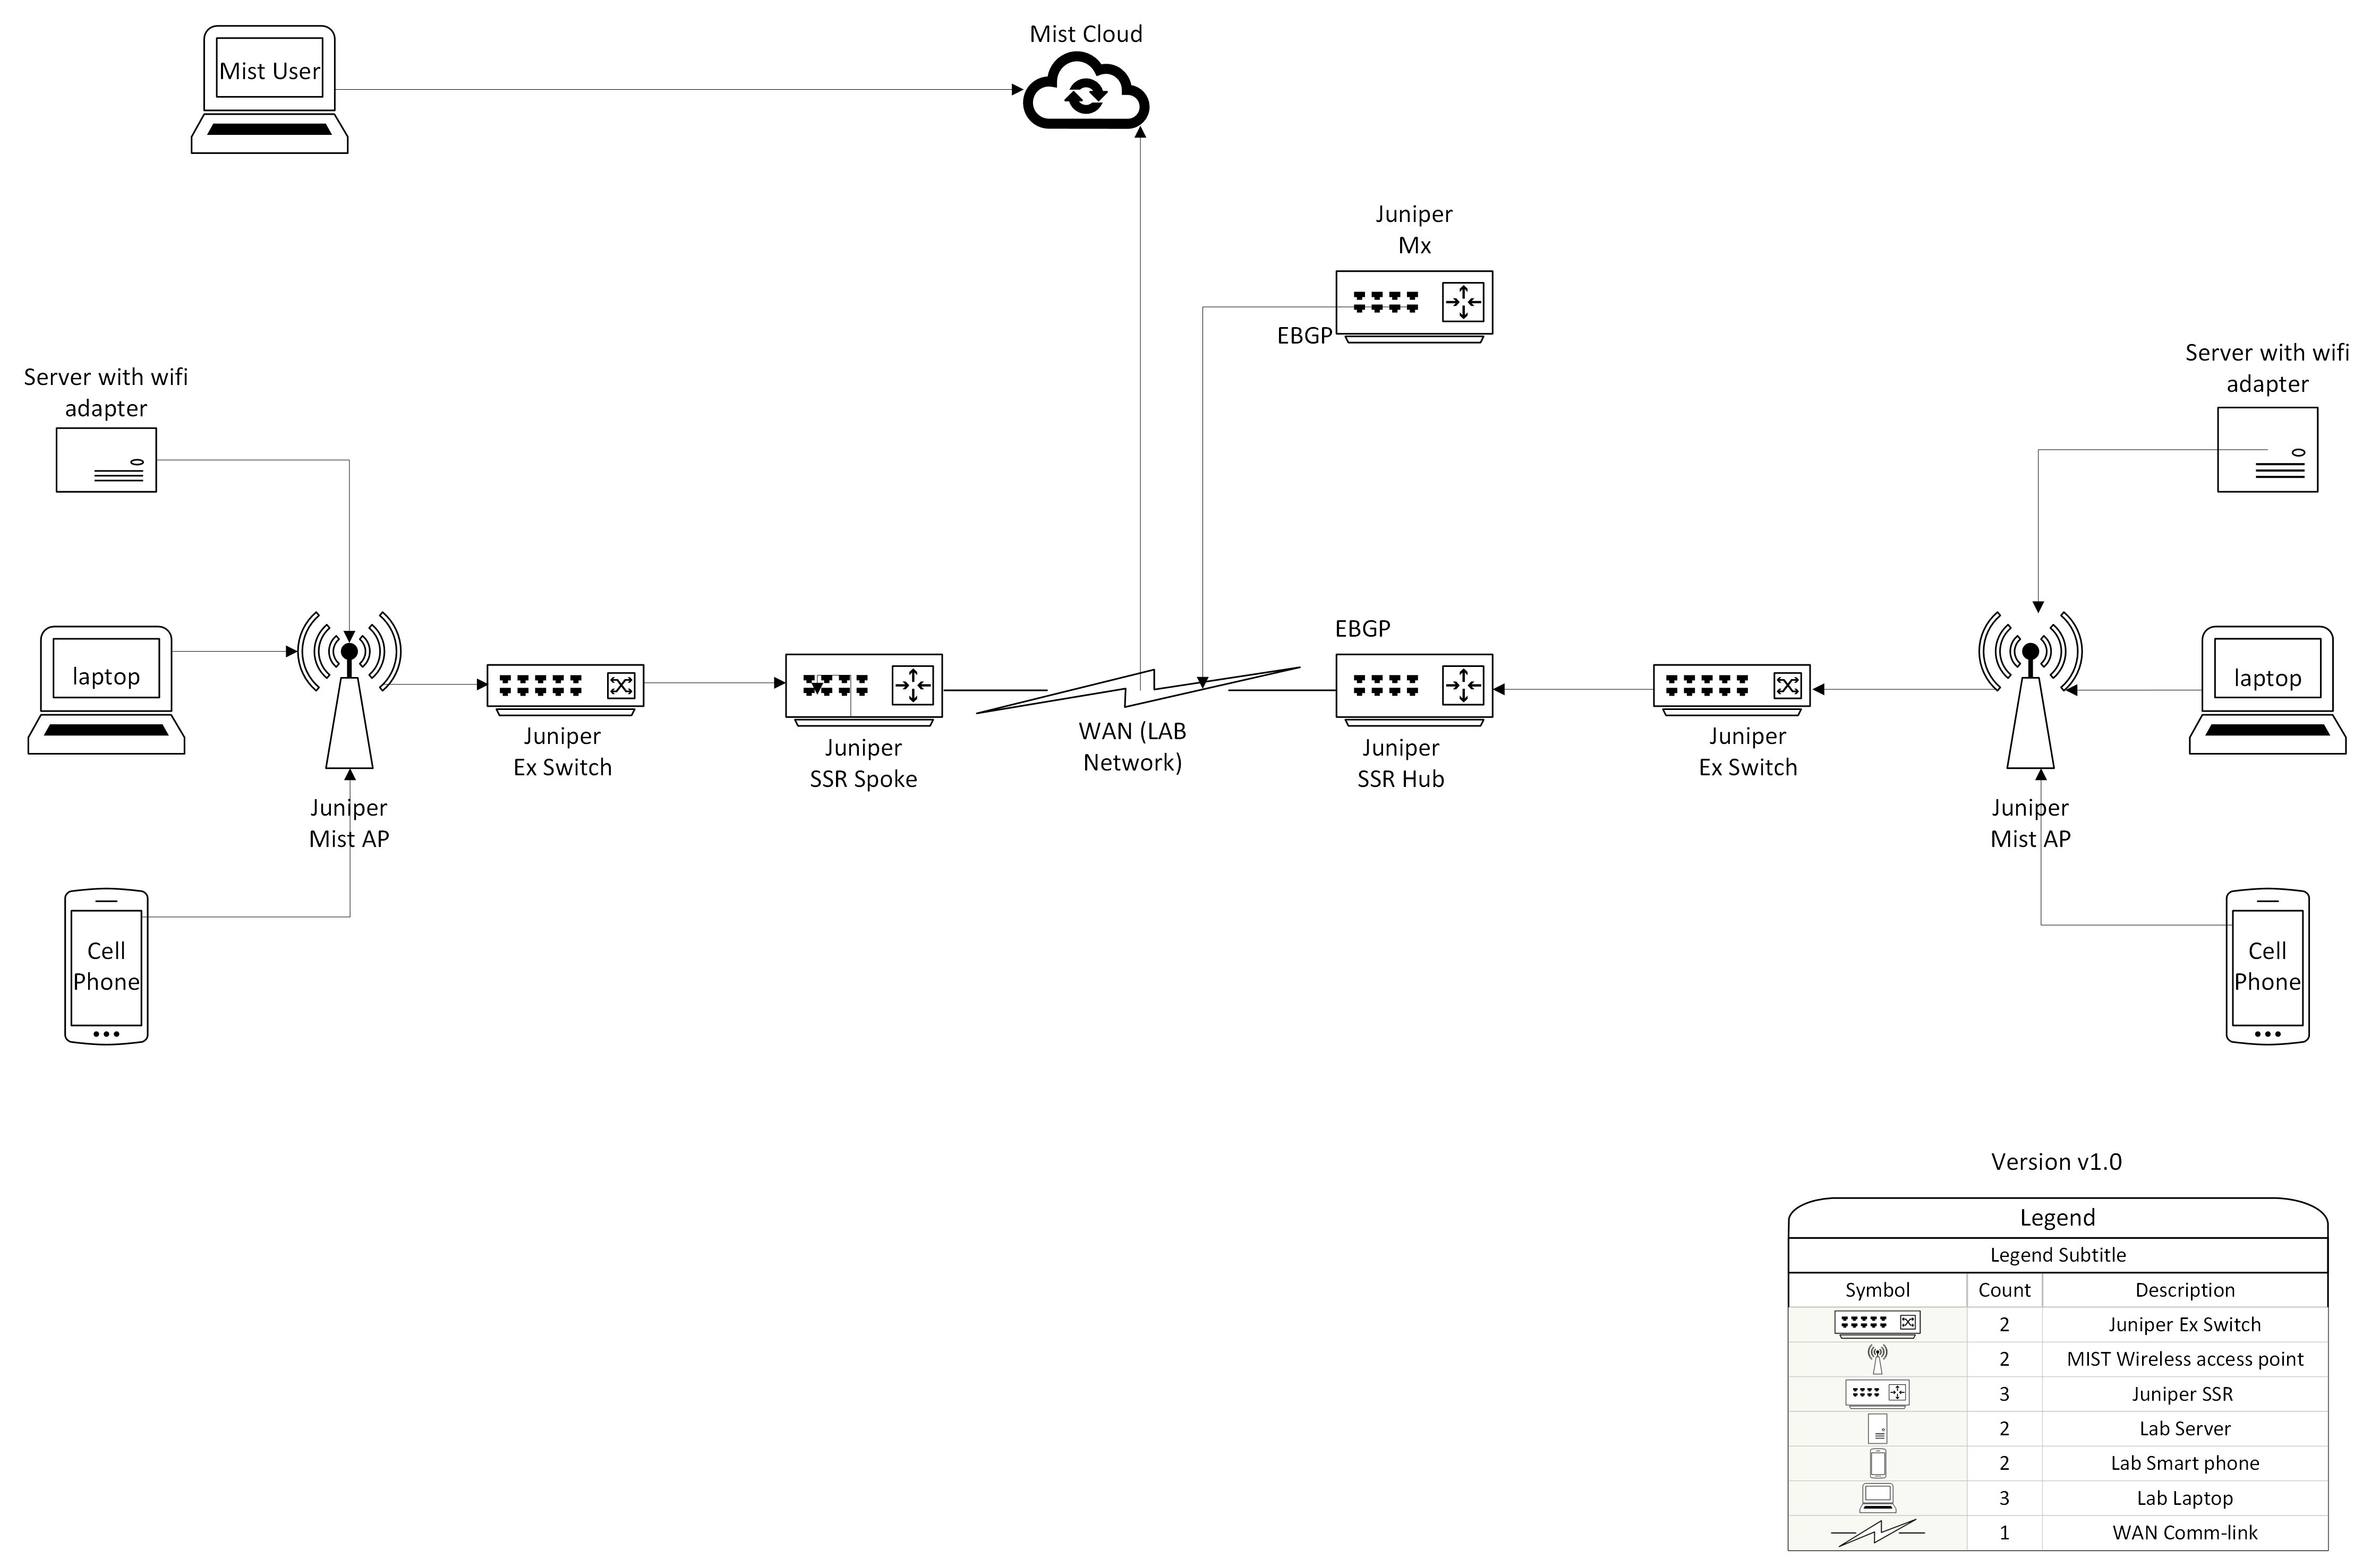 Mist Cloud
Mist User
Juniper
Mx
EBGP
Server with wifi
adapter
Server with wifi
adapter
EBGP
laptop
laptop
Juniper
Ex Switch
Juniper
SSR Spoke
WAN (LAB
Network)
Juniper
SSR Hub
Juniper
Ex Switch
Juniper
Mist AP
Juniper
Mist AP
Cell
Phone
Cell
Phone
Version v1.0
Legend
Legend Subtitle
Symbol Count Description
2 Juniper Ex Switch
2 MIST Wireless access point
3 Juniper SSR
2 Lab Server
2 Lab Smart phone
3 Lab Laptop
1 WAN Comm-link